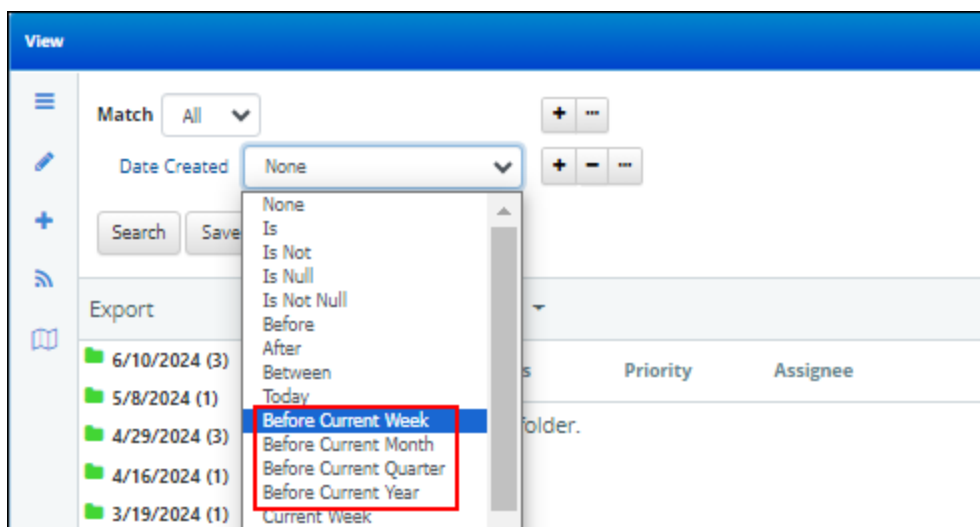 View
Match All
Date Created None
None
Is
Is Not
Is Null
Is Not Null
Before
After
Between
Today
Before Current Week
Before Current Month
Before Current Quarter
Before Current Year
Current Week
Search Save
Export
Priority Assignee
6/10/2024 (3)
5/8/2024 (1)
folder.
4/29/2024 (3)
4/16/2024 (1)
3/19/2024 (1)